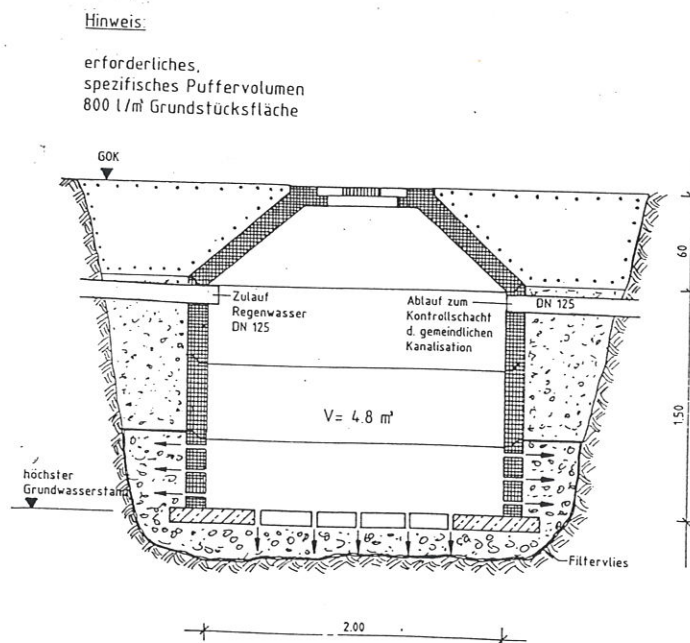 Hinweis:
erforderliches,
spezifisches Puffervolumen
800 l/m² Grundstücksfläche
GOK
60
Zulauf
Regenwasser
DN 125
Ablauf zum
Kontrollschacht
d. gemeindlichen
Kanalisation
DN 125
V= 4.8 m³
1.50
höchster
Grundwasserstand
Filtervlies
2.00